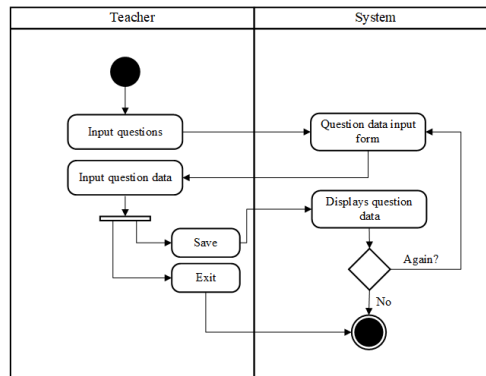 Teacher
System
Input questions
Question data input
form
Input question data
Displays question
data
Save
Again?
Exit
No